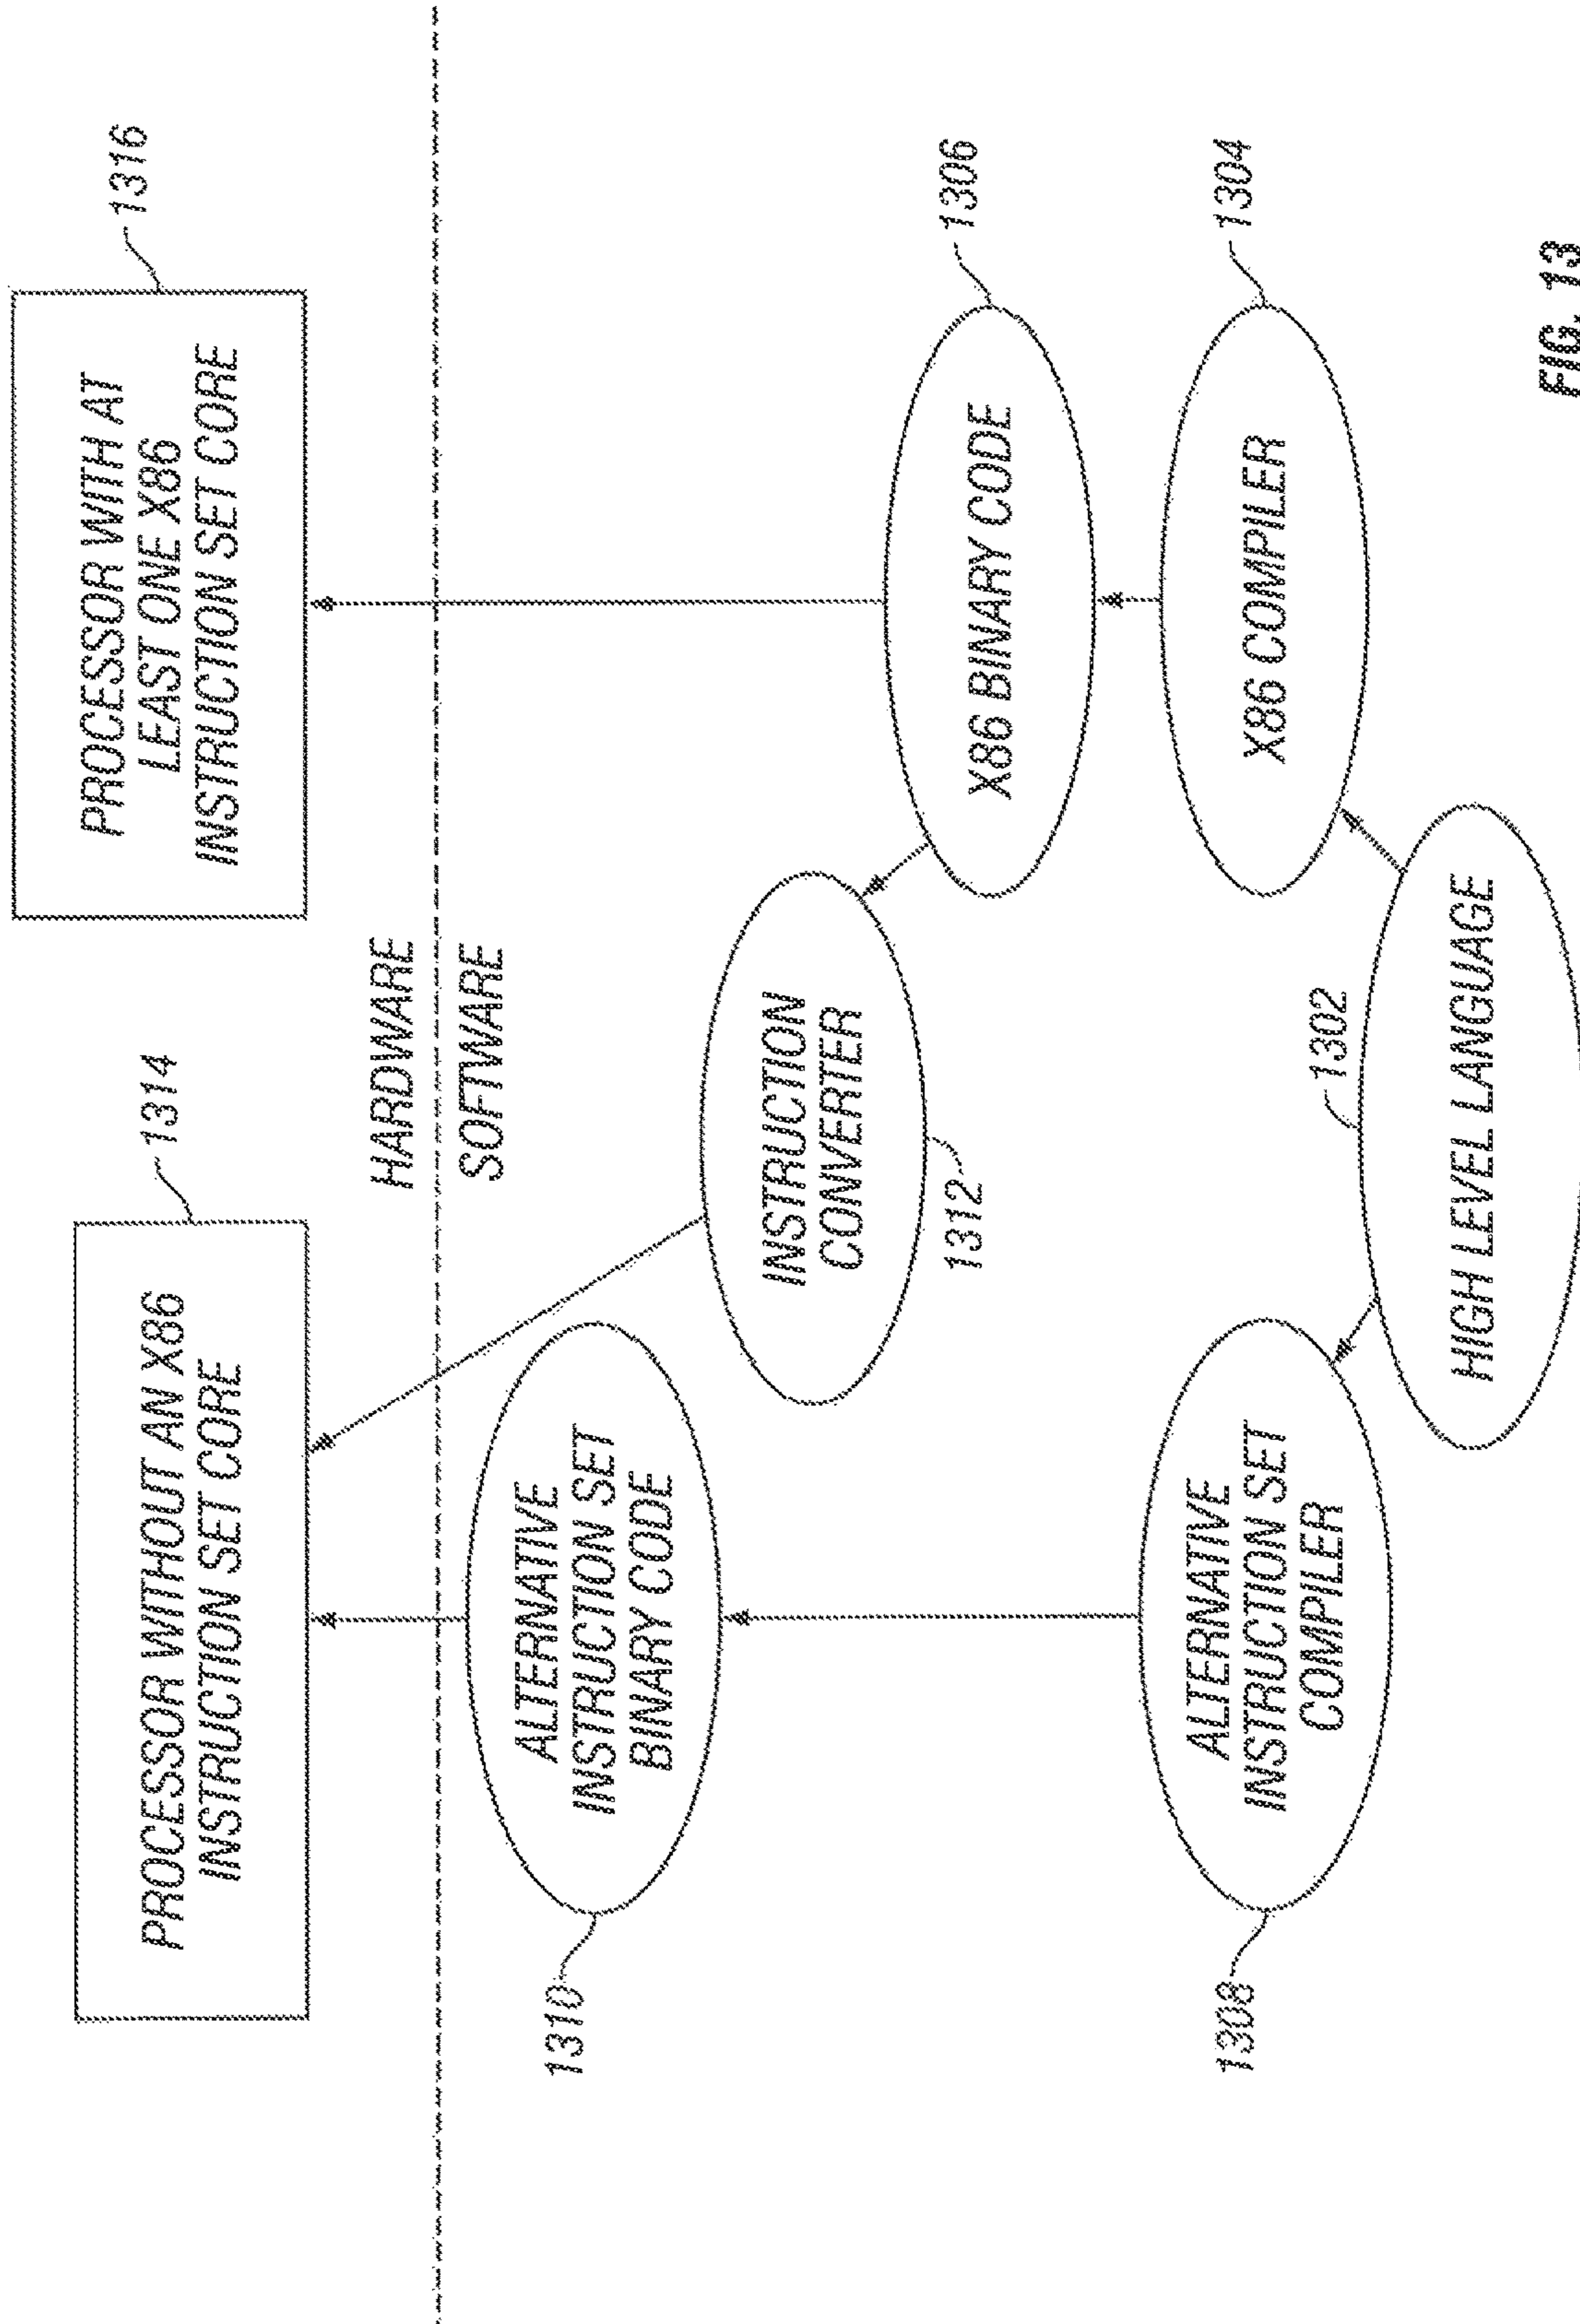 PROCESSOR WITHOUT AN X86
INSTRUCTION SET CORE
1314
PROCESSOR WITH AT
LEAST ONE X86
INSTRUCTION SET CORE
1316
HARDWARE
SOFTWARE
1310
ALTERNATIVE
INSTRUCTION SET
BINARY CODE
INSTRUCTION
CONVERTER
1312
X86 BINARY CODE
1306
1308
ALTERNATIVE
INSTRUCTION SET
COMPILER
X86 COMPILER
1304
1302
HIGH LEVEL LANGUAGE
FIG. 13